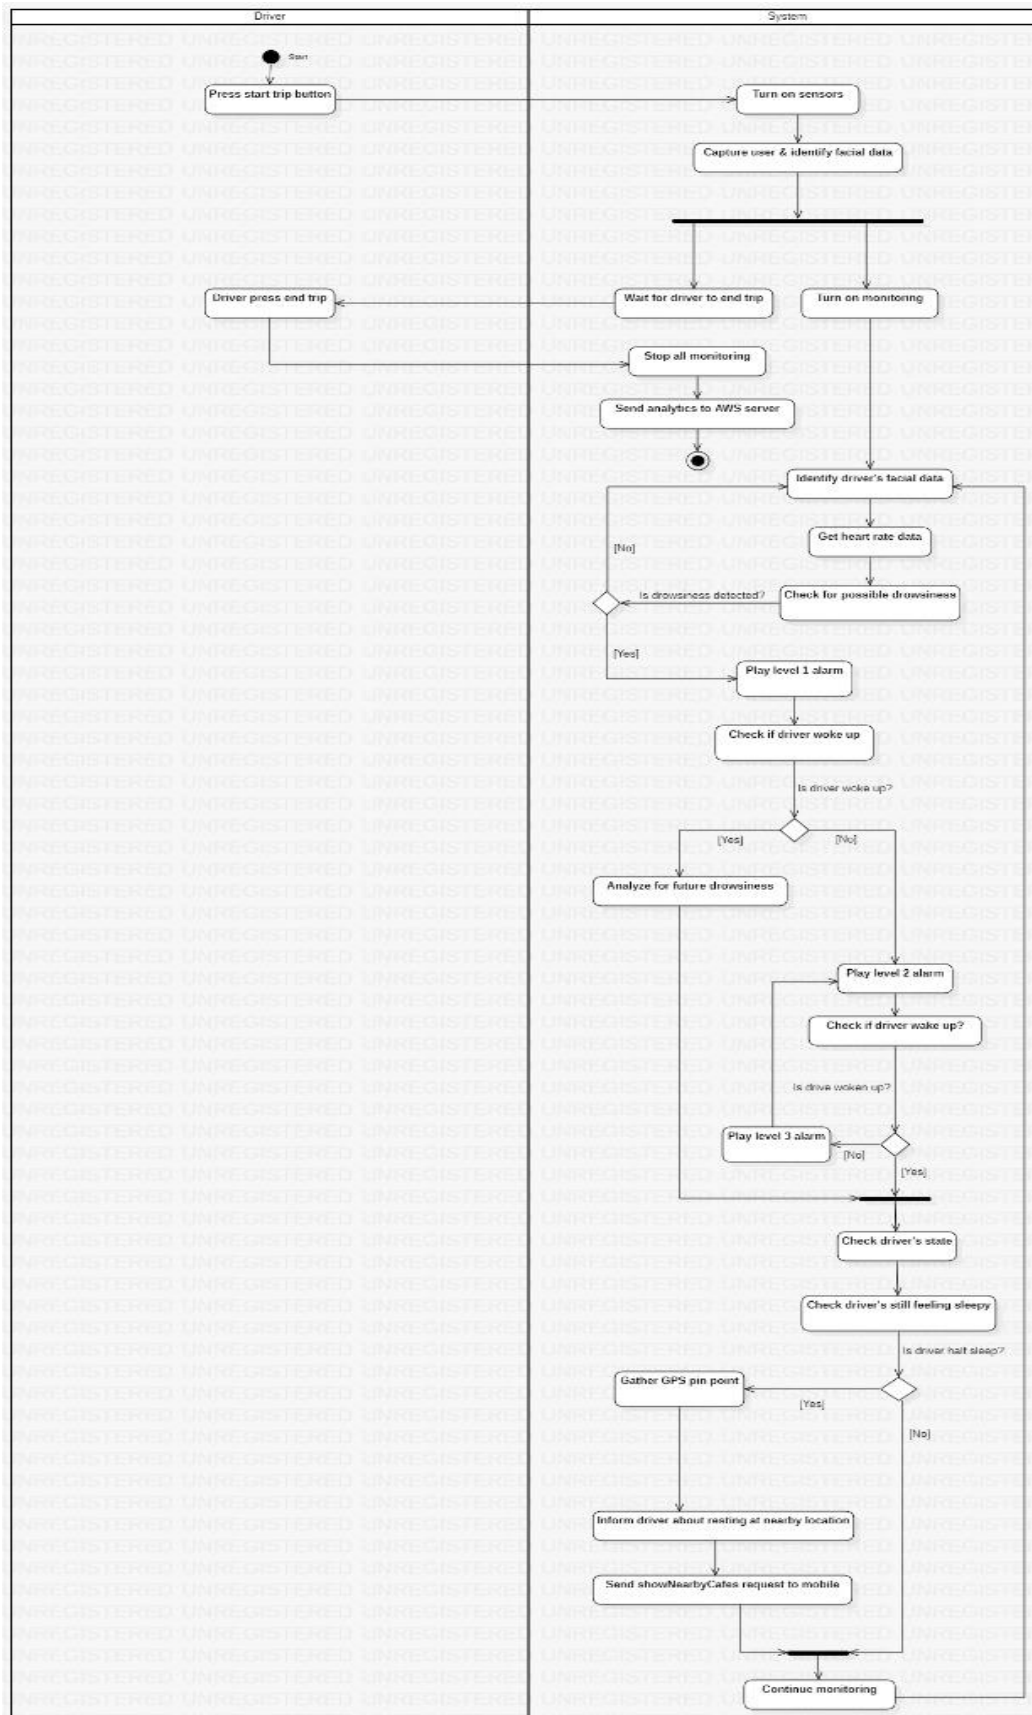 Driver
System
Start
Press start trip button
Turn on sensors
Capture user & identify facial data
Driver press end trip
Wait for driver to end trip
Turn on monitoring
Stop all monitoring
Send analytics to AWS server
Identify driver's facial data
Get heart rate data
[No]
Is drowsiness detected?
Check for possible drowsiness
[Yes]
Play level 1 alarm
Check if driver woke up
Is driver woke up?
[Yes]
[No]
Analyze for future drowsiness
Play level 2 alarm
Check if driver wake up?
Is drive woken up?
Play level 3 alarm
[No]
[Yes]
Check driver's state
Check driver's still feeling sleepy
Is driver half sleep?
Gather GPS pin point
[Yes]
[No]
Inform driver about resting at nearby location
Send showNearbyCafes request to mobile
Continue monitoring